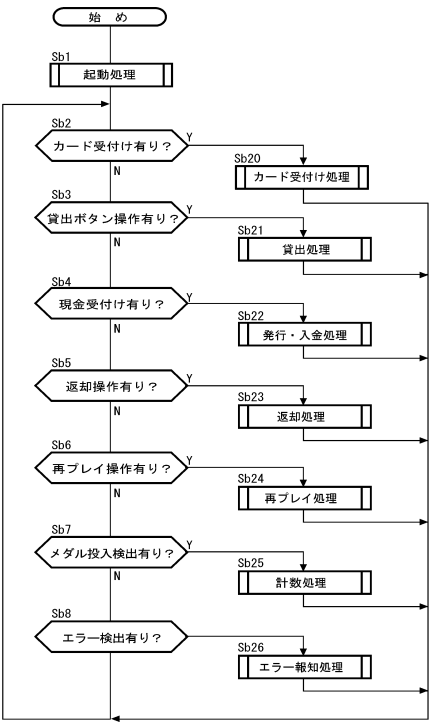 始 め
Sb1
起動処理
Sb2
カード受付け有り？
Y
N
Sb20
カード受付け処理
Sb3
貸出ボタン操作有り？
Y
N
Sb21
貸出処理
Sb4
現金受付け有り？
Y
N
Sb22
発行・入金処理
Sb5
返却操作有り？
Y
N
Sb23
返却処理
Sb6
再プレイ操作有り？
Y
N
Sb24
再プレイ処理
Sb7
メダル投入検出有り？
Y
N
Sb25
計数処理
Sb8
エラー検出有り？
Sb26
エラー報知処理